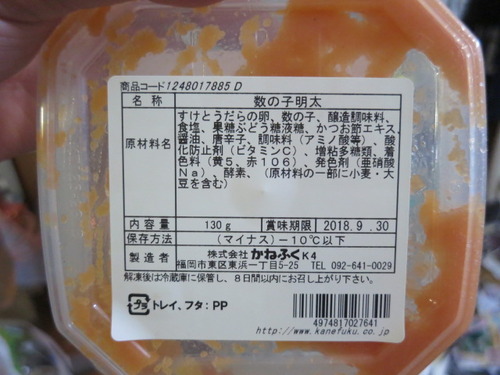 商品コード1248017885 D
名称 数の子明太
原材料名 すけとうだらの卵、数の子、醸造調味料、
食塩、果糖ぶどう糖液糖、かつお節エキス、
醤油、唐辛子、調味料（アミノ酸等）、酸
化防止剤（ビタミンC）、増粘多糖類、着
色料（黄5、赤106）、発色剤（亜硝酸
Na）、酵素、（原材料の一部に小麦・大
豆を含む）
内容量 130g 賞味期限 2018.9.30
保存方法 （マイナス）－10℃以下
製造者 株式会社 かねふく K4
福岡市東区東浜一丁目5-25 TEL 092-641-0029
解凍後は冷蔵庫に保管し、8日間以内にお召し上がり下さい。
プラ トレイ、フタ：PP
4974817027641
http://www.kanefuku.co.jp